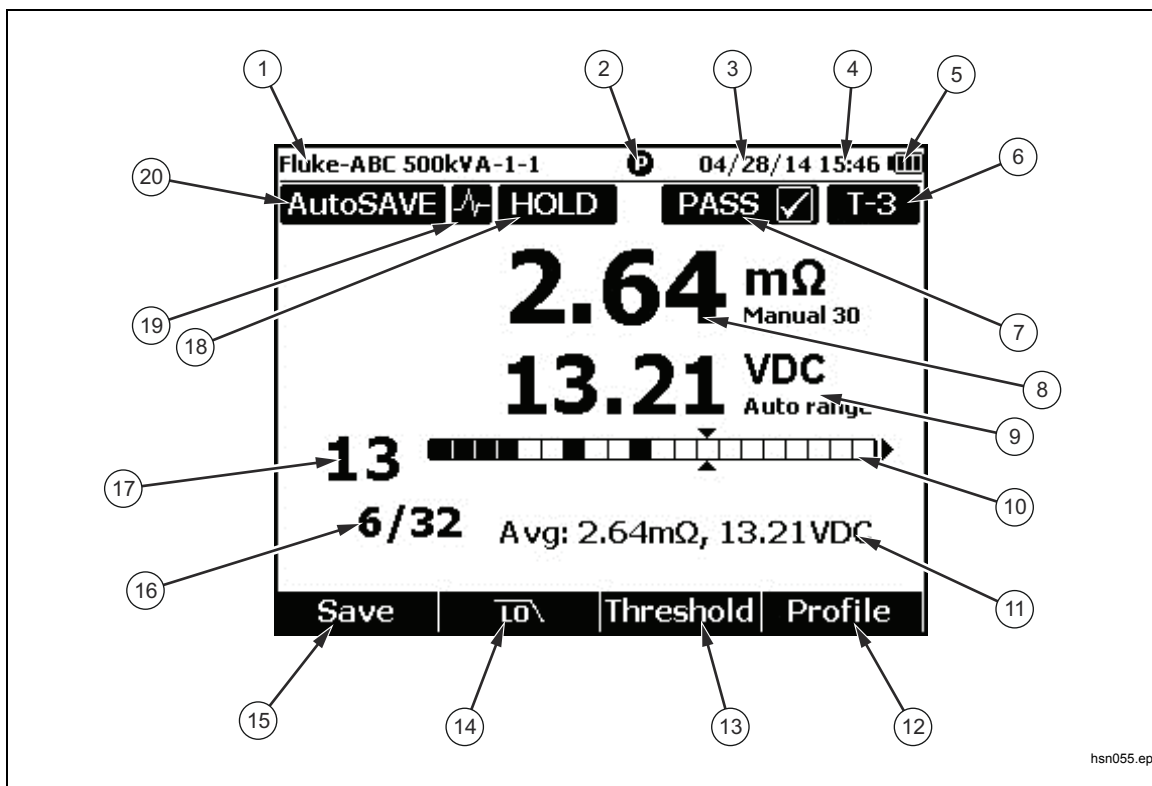 1 2 3 4 5
Fluke-ABC 500kVA-1-1 P 04/28/14 15:46
6
20
AutoSAVE HOLD PASS T-3
2.64 mΩ
Manual 30
19
18
7
13.21 VDC
Auto range
8
9
13
17
10
6/32 Avg: 2.64mΩ, 13.21VDC
16
11
Save LO Threshold Profile
15 14 13 12
hsn055.ep